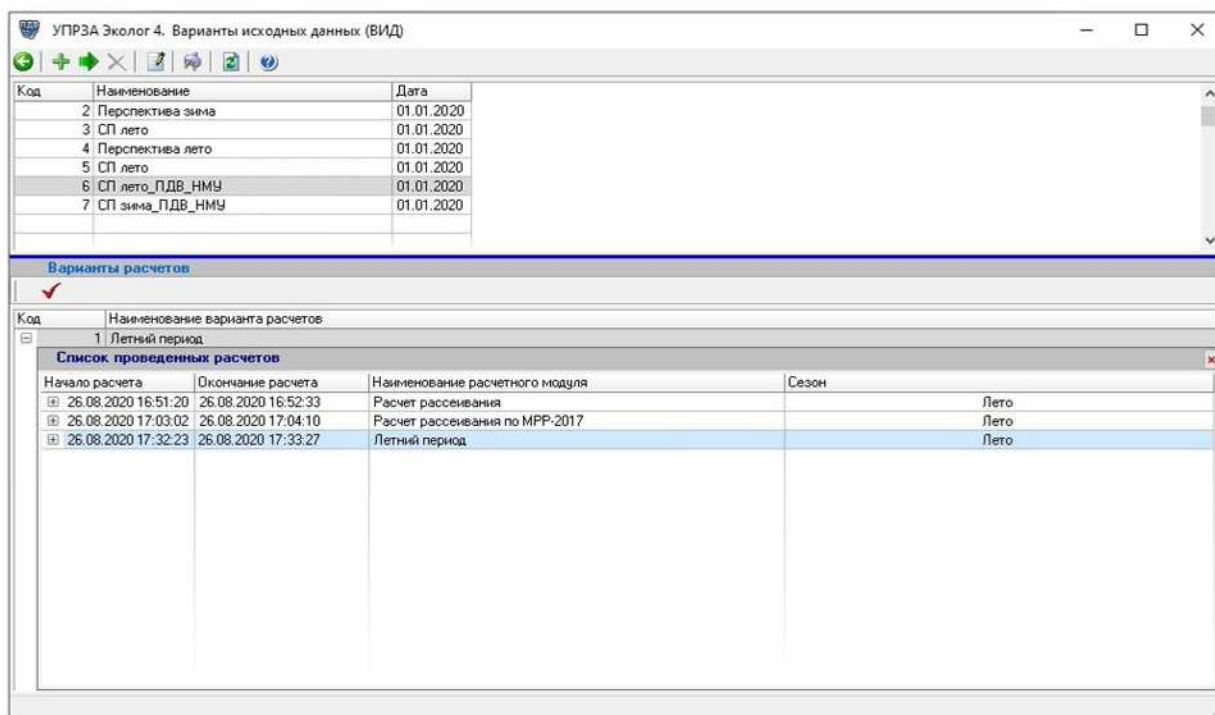 УПРЗА Эколог 4. Варианты исходных данных (ВИД)
Код Наименование Дата
2 Перспектива зима 01.01.2020
3 СП лето 01.01.2020
4 Перспектива лето 01.01.2020
5 СП лето 01.01.2020
6 СП лето_ПДВ_НМУ 01.01.2020
7 СП зима_ПДВ_НМУ 01.01.2020
Варианты расчетов
Код Наименование варианта расчетов
1 Летний период
Список проведенных расчетов
Начало расчета Окончание расчета Наименование расчетного модуля Сезон
26.08.2020 16:51:20 26.08.2020 16:52:33 Расчет рассеивания Лето
26.08.2020 17:03:02 26.08.2020 17:04:10 Расчет рассеивания по МРР-2017 Лето
26.08.2020 17:32:23 26.08.2020 17:33:27 Летний период Лето